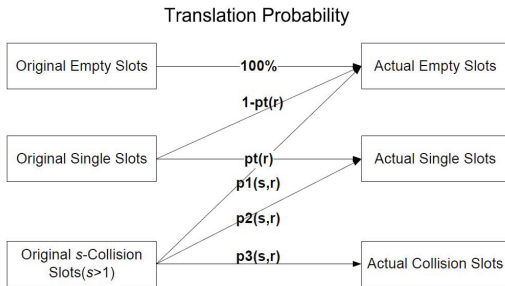 Translation Probability
Original Empty Slots
100%
Actual Empty Slots
1-pt(r)
Original Single Slots
pt(r)
Actual Single Slots
p1(s,r)
p2(s,r)
Original s-Collision
Slots(s>1)
p3(s,r)
Actual Collision Slots